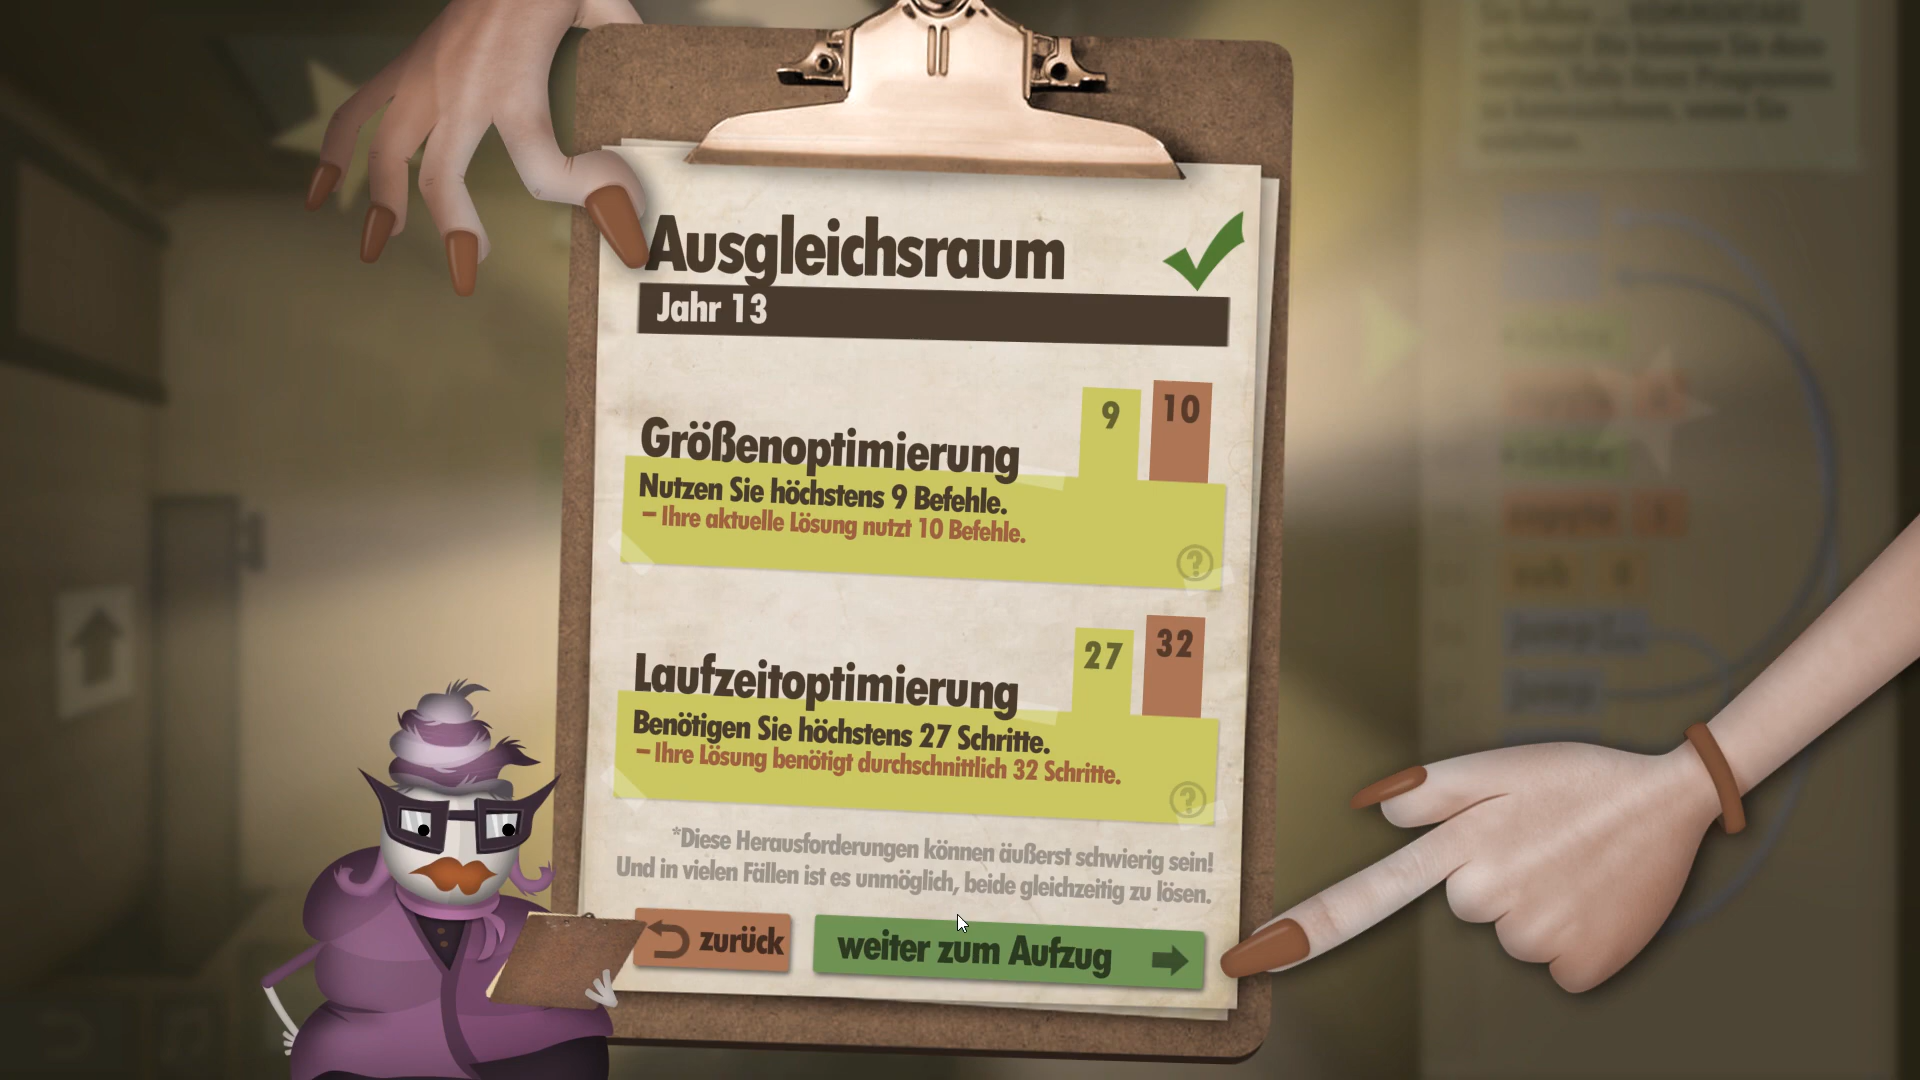 Ausgleichsraum
Jahr 13
9
10
Größenoptimierung
Nutzen Sie höchstens 9 Befehle.
– Ihre aktuelle Lösung nutzt 10 Befehle.
?
27
32
Laufzeitoptimierung
Benötigen Sie höchstens 27 Schritte.
– Ihre Lösung benötigt durchschnittlich 32 Schritte.
?
*Diese Herausforderungen können äußerst schwierig sein!
Und in vielen Fällen ist es unmöglich, beide gleichzeitig zu lösen.
zurück
weiter zum Aufzug